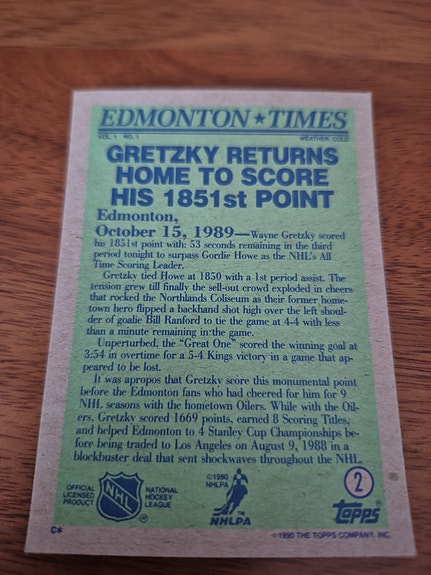 EDMONTON★TIMES
VOL. 1 NO. 1 WEATHER: COLD
GRETZKY RETURNS
HOME TO SCORE
HIS 1851st POINT
Edmonton,
October 15, 1989—Wayne Gretzky scored
his 1851st point with: 53 seconds remaining in the third
period tonight to surpass Gordie Howe as the NHL's All
Time Scoring Leader.
Gretzky tied Howe at 1850 with a 1st period assist. The
tension grew till finally the sell-out crowd exploded in cheers
that rocked the Northlands Coliseum as their former home-
town hero flipped a backhand shot high over the left shoul-
der of goalie Bill Ranford to tie the game at 4-4 with less
than a minute remaining in the game.
Unperturbed, the "Great One" scored the winning goal at
3:54 in overtime for a 5-4 Kings victory in a game that ap-
peared to be lost.
It was apropos that Gretzky score this monumental point
before the Edmonton fans who had cheered for him for 9
NHL seasons with the hometown Oilers. While with the Oil-
ers, Gretzky scored 1669 points, earned 8 Scoring Titles,
and helped Edmonton to 4 Stanley Cup Championships be-
fore being traded to Los Angeles on August 9, 1988 in a
blockbuster deal that sent shockwaves throughout the NHL.
OFFICIAL
LICENSED
PRODUCT
NHL
NATIONAL
HOCKEY
LEAGUE
©1990
NHLPA
NHLPA
2
topps
C*
©1990 THE TOPPS COMPANY, INC.